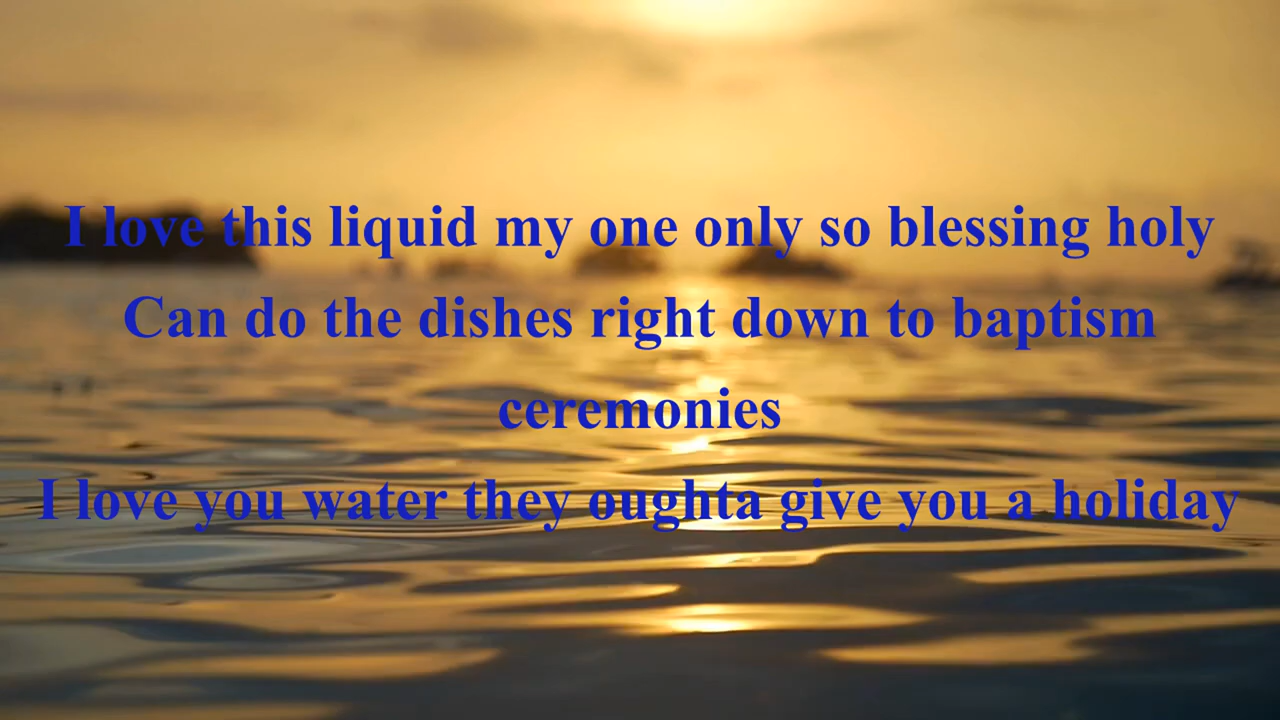 I love this liquid my one only so blessing holy
Can do the dishes right down to baptism
ceremonies
I love you water they oughta give you a holiday